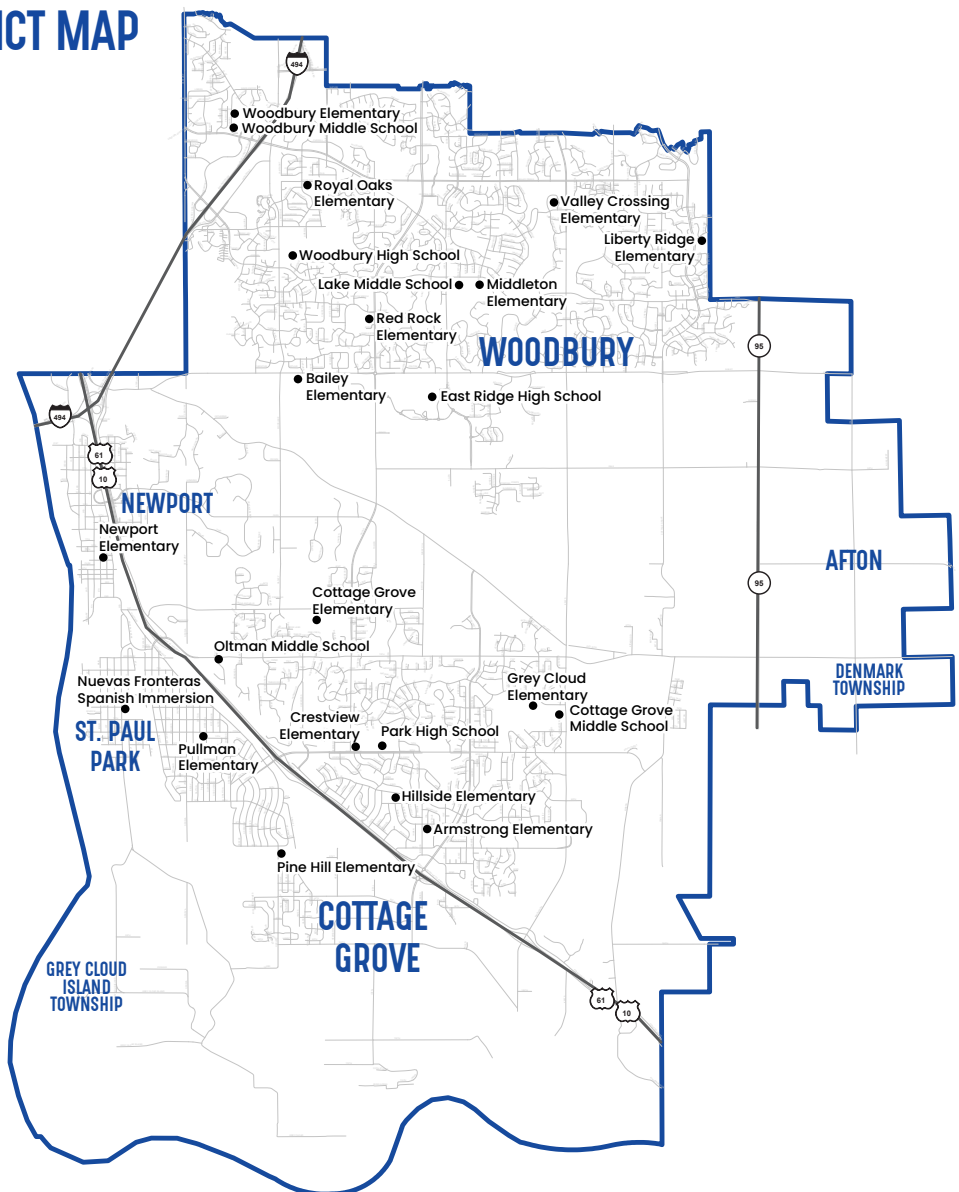 ICT MAP
494
Woodbury Elementary
Woodbury Middle School
Royal Oaks
Elementary
Valley Crossing
Elementary
Liberty Ridge
Elementary
Woodbury High School
Lake Middle School
Middleton
Elementary
Red Rock
Elementary
WOODBURY
95
Bailey
Elementary
East Ridge High School
494
61
10
NEWPORT
Newport
Elementary
AFTON
95
Cottage Grove
Elementary
Oltman Middle School
Nuevas Fronteras
Spanish Immersion
Grey Cloud
Elementary
DENMARK
TOWNSHIP
Cottage Grove
Middle School
ST. PAUL
PARK
Pullman
Elementary
Crestview
Elementary
Park High School
Hillside Elementary
Armstrong Elementary
Pine Hill Elementary
COTTAGE
GROVE
GREY CLOUD
ISLAND
TOWNSHIP
61
10